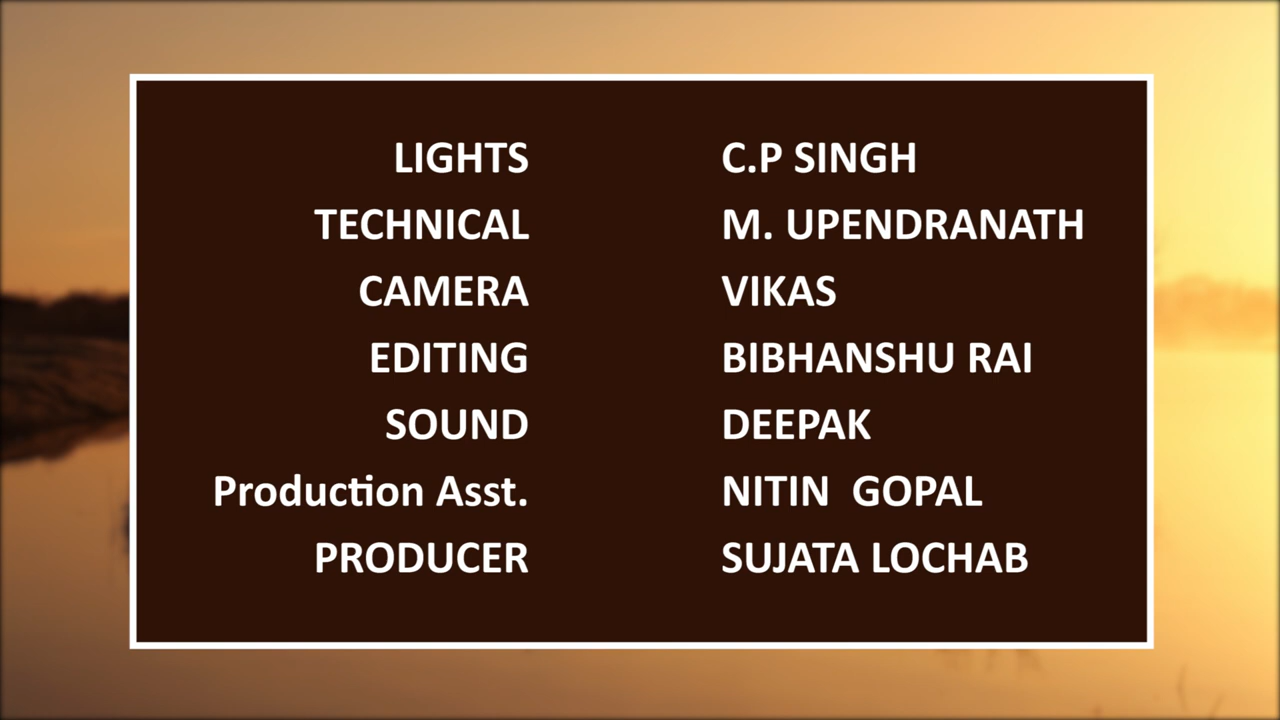 LIGHTS C.P SINGH
TECHNICAL M. UPENDRANATH
CAMERA VIKAS
EDITING BIBHANSHU RAI
SOUND DEEPAK
Production Asst. NITIN GOPAL
PRODUCER SUJATA LOCHAB